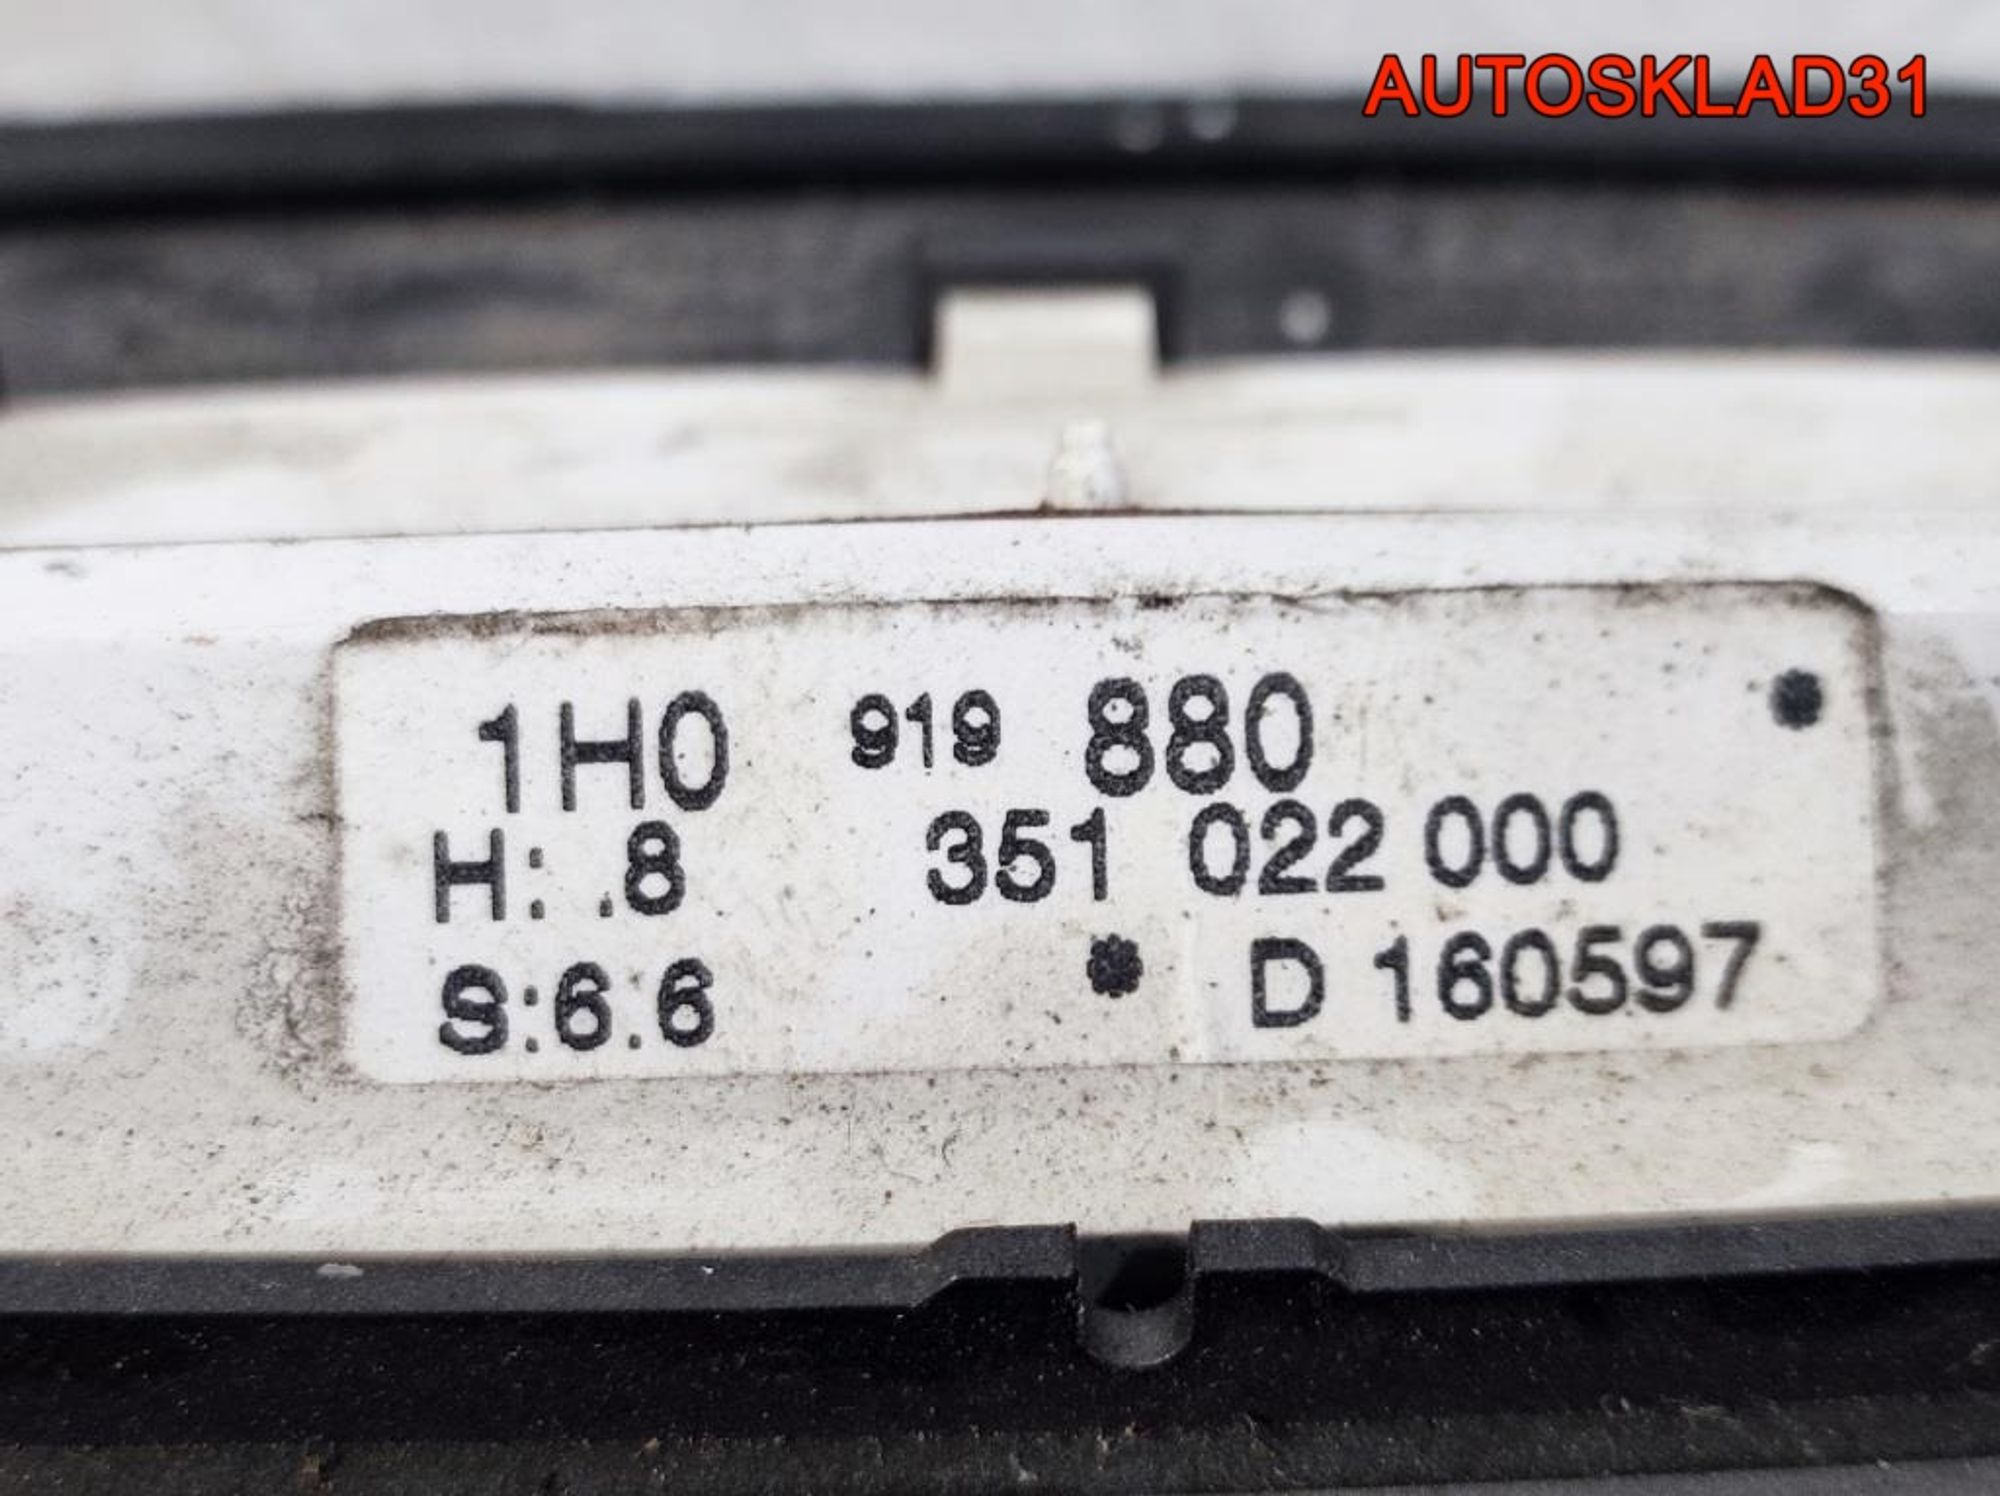 AUTOSKLAD31
1H0 919 880
H: .8 351 022 000
S:6.6 * D 160597